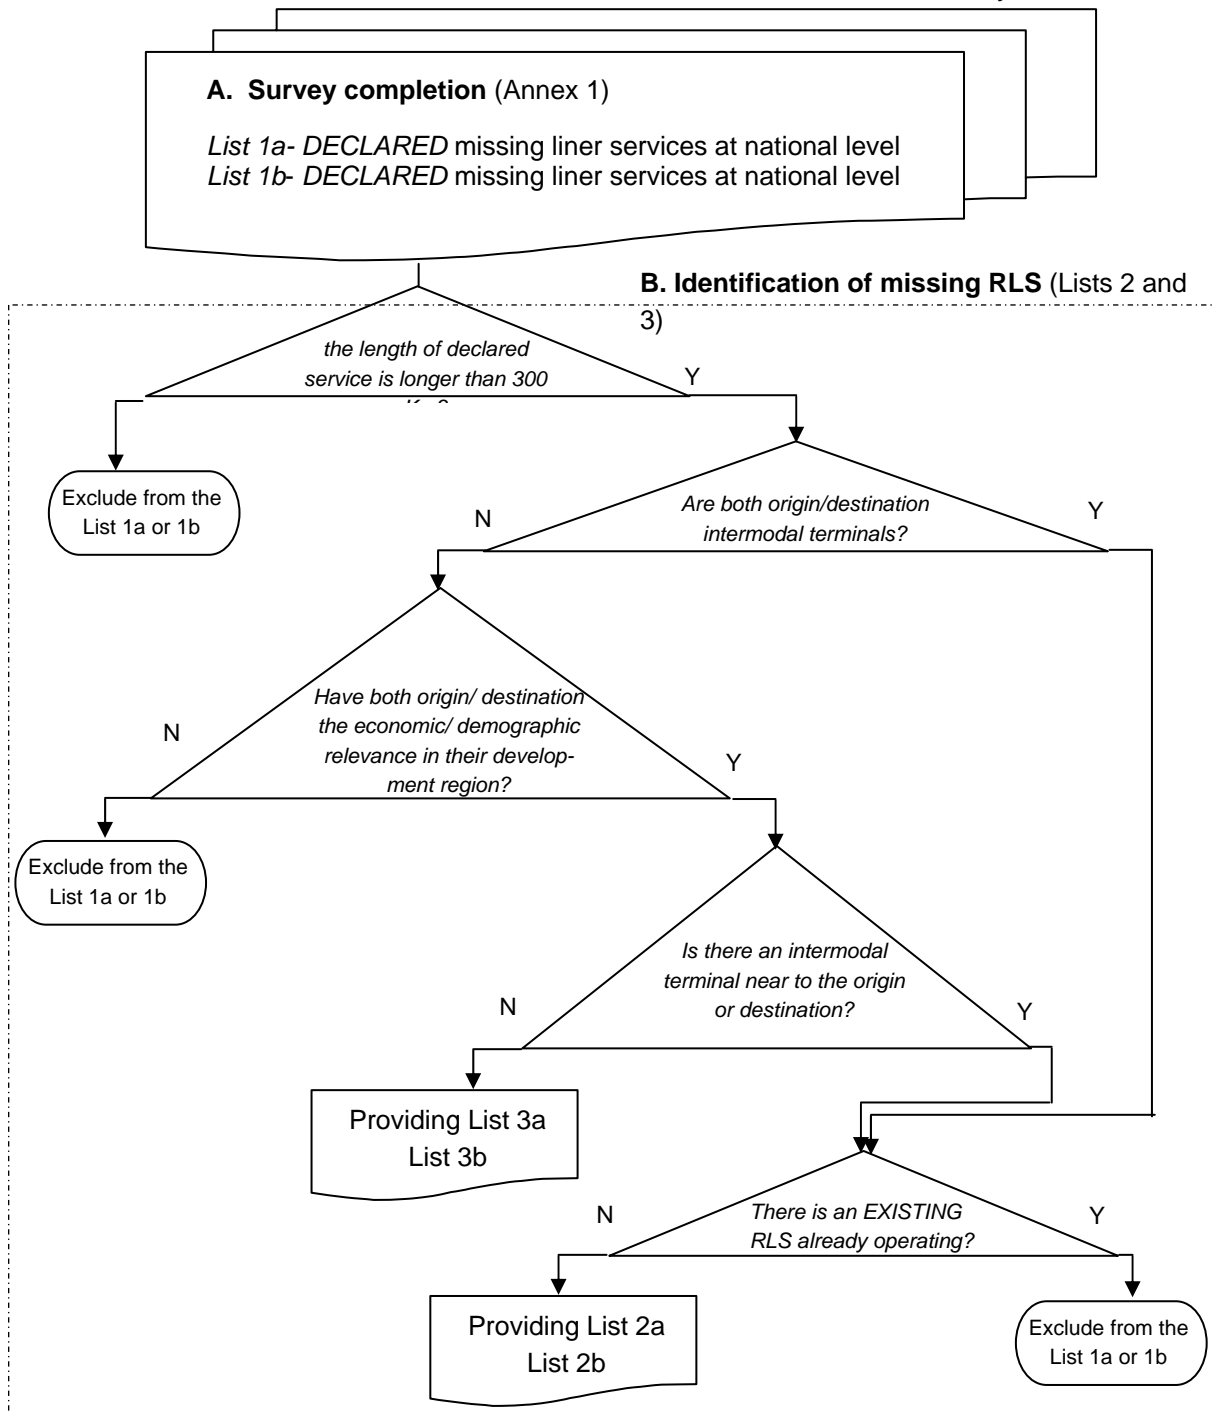 A. Survey completion (Annex 1)
List 1a- DECLARED missing liner services at national level
List 1b- DECLARED missing liner services at national level
B. Identification of missing RLS (Lists 2 and
3)
the length of declared
service is longer than 300
Y
Exclude from the
List 1a or 1b
Are both origin/destination
intermodal terminals?
N
Y
Have both origin/ destination
the economic/ demographic
relevance in their develop-
ment region?
N
Y
Exclude from the
List 1a or 1b
Is there an intermodal
terminal near to the origin
or destination?
N
Y
Providing List 3a
List 3b
There is an EXISTING
RLS already operating?
N
Y
Providing List 2a
List 2b
Exclude from the
List 1a or 1b